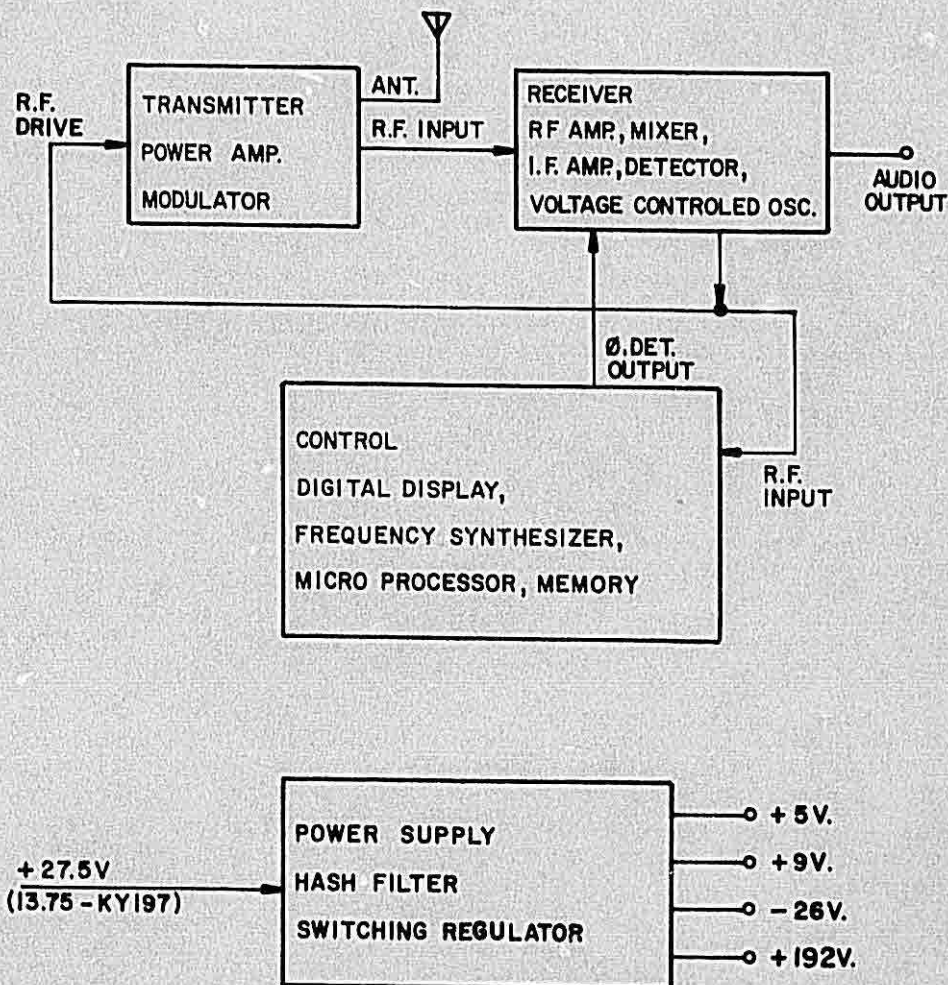 R.F.
DRIVE
TRANSMITTER
POWER AMP.
MODULATOR
ANT.
R.F. INPUT
RECEIVER
RF AMP., MIXER,
I.F. AMP., DETECTOR,
VOLTAGE CONTROLED OSC.
AUDIO
OUTPUT
Ø.DET.
OUTPUT
CONTROL
DIGITAL DISPLAY,
FREQUENCY SYNTHESIZER,
MICRO PROCESSOR, MEMORY
R.F.
INPUT
+27.5V
(13.75-KY197)
POWER SUPPLY
HASH FILTER
SWITCHING REGULATOR
+5V.
+9V.
-26V.
+192V.